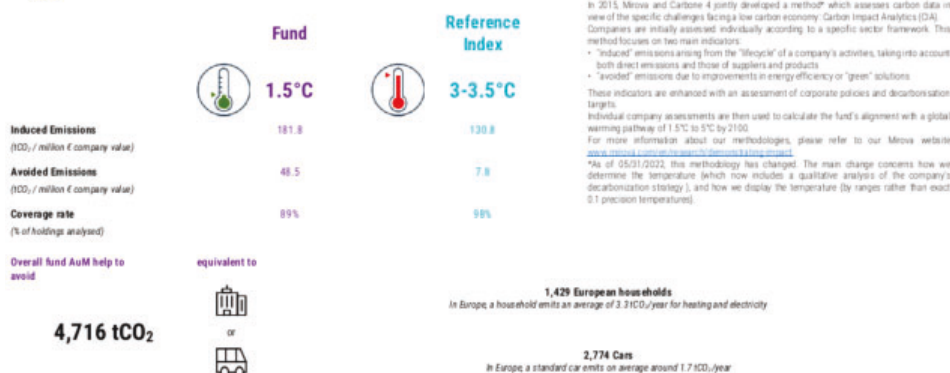 Fund
Reference
Index
1.5°C
3-3.5°C
Induced Emissions
181.8
130.8
(tCO₂ / million € company value)
Avoided Emissions
48.5
7.8
(tCO₂ / million € company value)
Coverage rate
89%
98%
(% of holdings analysed)
Overall fund AuM help to
avoid
equivalent to
4,716 tCO₂
or
1,429 European households
In Europe, a household emits an average of 3.3 tCO₂/year for heating and electricity
2,774 Cars
In Europe, a standard car emits on average around 1.7 tCO₂/year
In 2015, Mirova and Carbone 4 jointly developed a method* which assesses carbon data in
view of the specific challenges facing a low carbon economy: Carbon Impact Analytics (CIA).
Companies are initially assessed individually according to a specific sector framework. This
method focuses on two main indicators:
• "induced" emissions arising from the "lifecycle" of a company's activities, taking into account
both direct emissions and those of suppliers and products
• "avoided" emissions due to improvements in energy efficiency or "green" solutions
These indicators are enhanced with an assessment of corporate policies and decarbonisation
targets.
Individual company assessments are then used to calculate the fund's alignment with a global
warming pathway of 1.5°C to 5°C by 2100.
For more information about our methodologies, please refer to our Mirova website
www.mirova.com/en/research/demonstrating-impact
*As of 05/31/2022, this methodology has changed. The main change concerns how we
determine the temperature (which now includes a qualitative analysis of the company's
decarbonization strategy ), and how we display the temperature (by ranges rather than exact
0.1 precision temperatures).